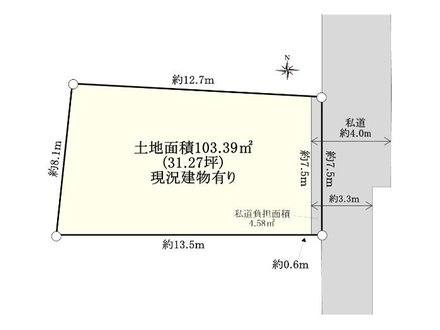 N
約12.7m
私道
約4.0m
約8.1m
土地面積103.39㎡
(31.27坪)
現況建物有り
約7.5m
約7.5m
約3.3m
私道負担面積
4.58㎡
約13.5m
約0.6m